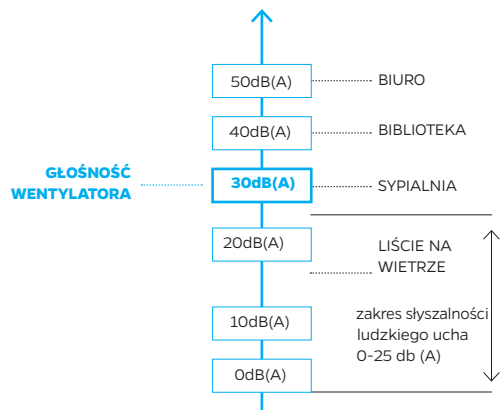 50dB(A)
BIURO
40dB(A)
BIBLIOTEKA
GŁOŚNOŚĆ
WENTYLATORA
30dB(A)
SYPIALNIA
20dB(A)
LIŚCIE NA
WIETRZE
10dB(A)
zakres słyszalności
ludzkiego ucha
0-25 db (A)
0dB(A)